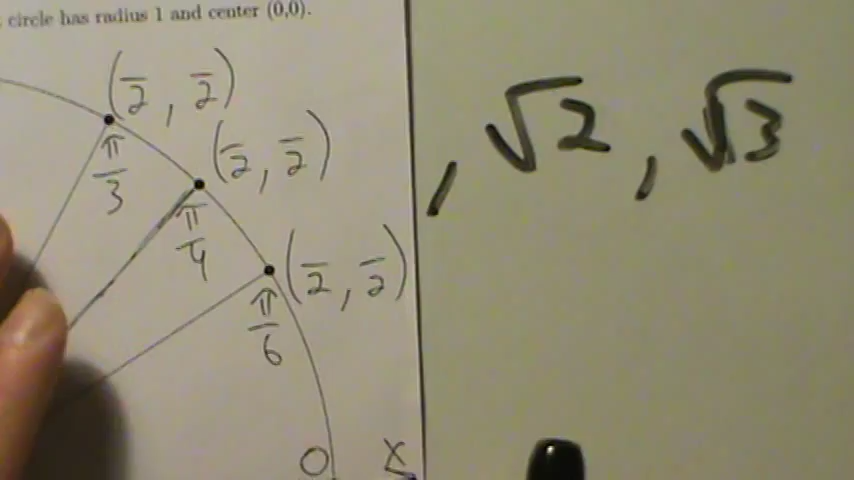 circle has radius 1 and center (0,0).
(‾2, ‾2)
π/3
(‾2, ‾2)
π/4
(‾2, ‾2)
π/6
0 x
, √2, √3